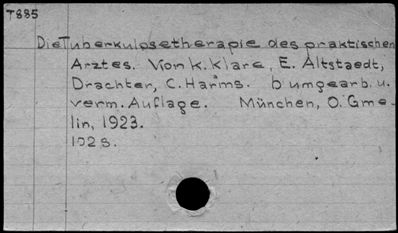 T885
Die Tuberkulosetherapie des praktischen
Arztes. Von K. Klare, E. Altstaedt,
Drachter, C. Harms. b umgearb. u.
verm. Auflage. München, O. Gme-
lin, 1923.
102 s.